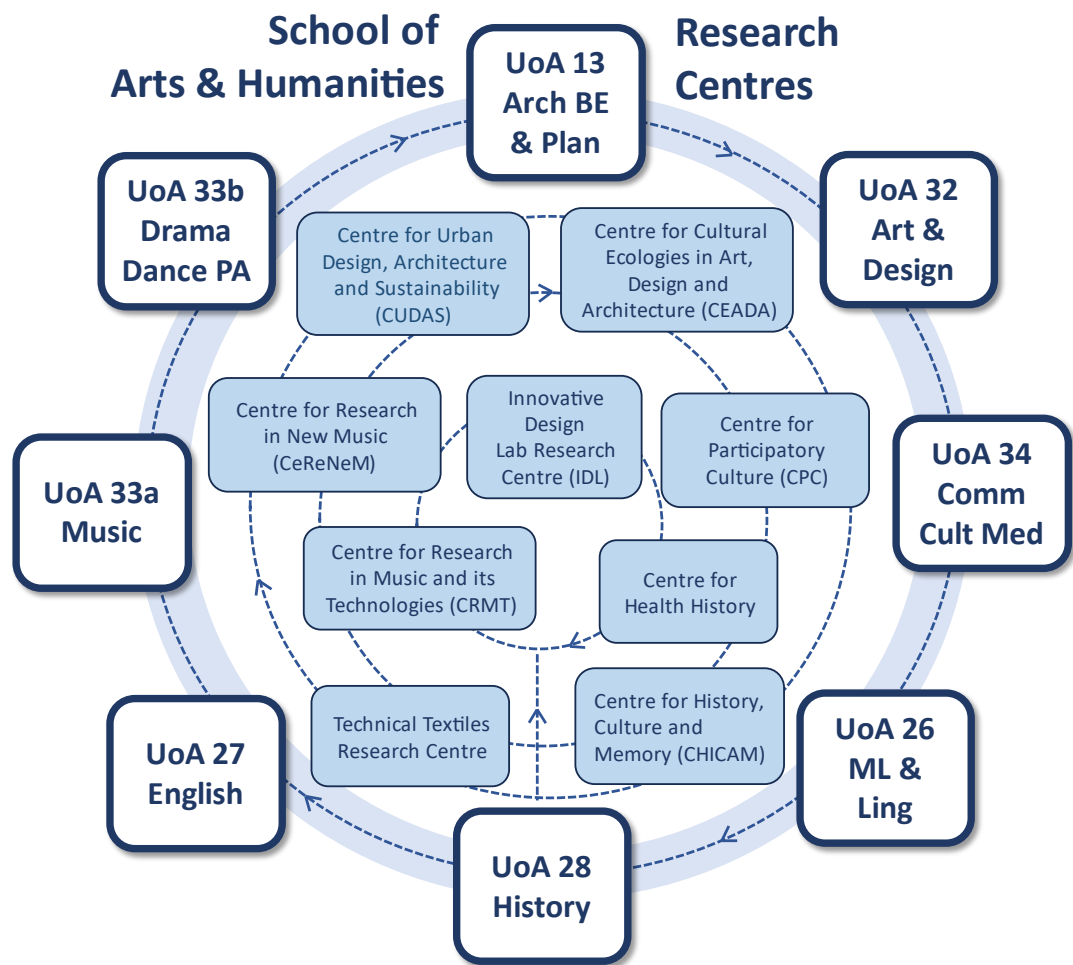 School of
Arts & Humanities
Research
Centres
UoA 13
Arch BE
& Plan
UoA 33b
Drama
Dance PA
UoA 32
Art &
Design
Centre for Urban
Design, Architecture
and Sustainability
(CUDAS)
Centre for Cultural
Ecologies in Art,
Design and
Architecture (CEADA)
Centre for Research
in New Music
(CeReNeM)
Innovative
Design
Lab Research
Centre (IDL)
Centre for
Participatory
Culture (CPC)
UoA 33a
Music
UoA 34
Comm
Cult Med
Centre for Research
in Music and its
Technologies (CRMT)
Centre for
Health History
Technical Textiles
Research Centre
Centre for History,
Culture and
Memory (CHICAM)
UoA 27
English
UoA 26
ML &
Ling
UoA 28
History